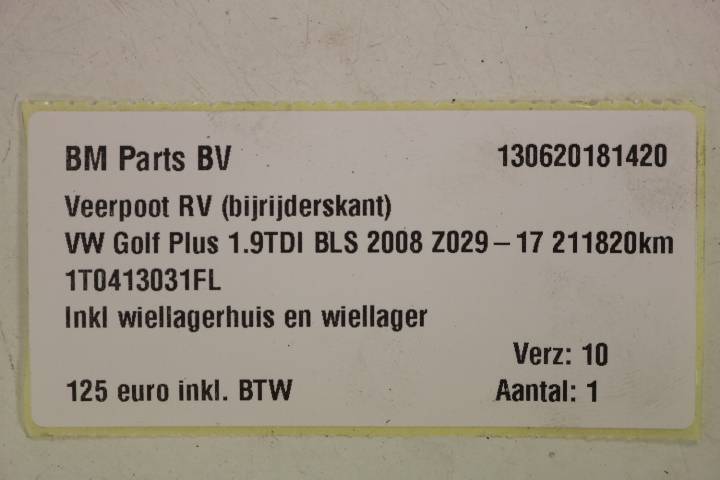 BM Parts BV 130620181420
Veerpoot RV (bijrijderskant)
VW Golf Plus 1.9TDI BLS 2008 Z029-17 211820km
1T0413031FL
Inkl wiellagerhuis en wiellager
Verz: 10
125 euro inkl. BTW Aantal: 1